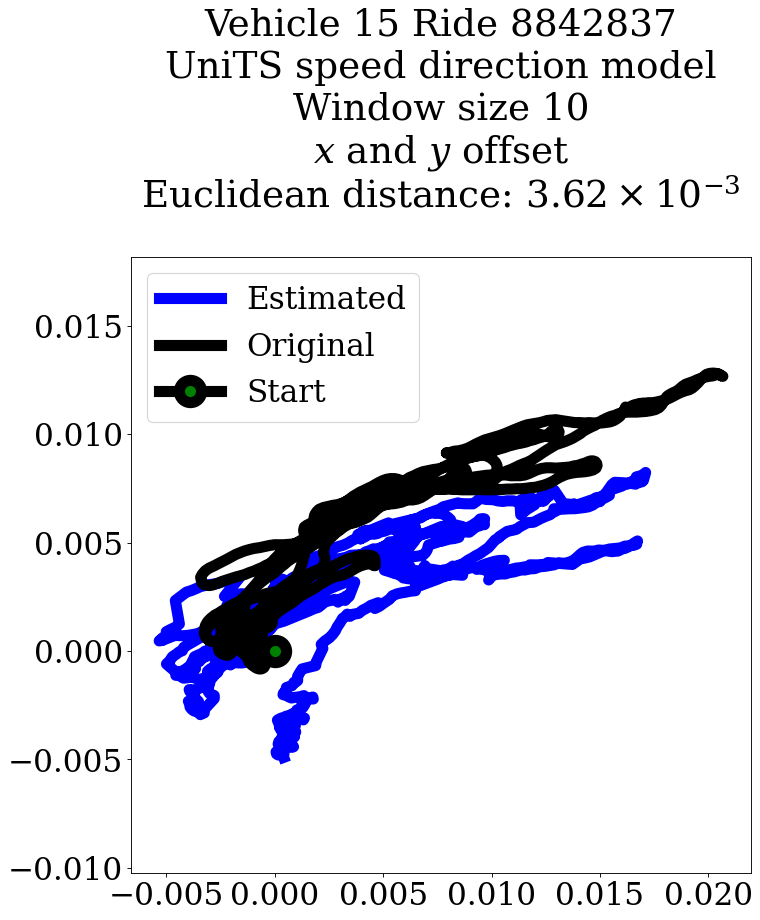 Vehicle 15 Ride 8842837
UniTS speed direction model
Window size 10
x and y offset
Euclidean distance: 3.62 × 10⁻³
Estimated
Original
Start
0.015
0.010
0.005
0.000
−0.005
−0.010
−0.005 0.000 0.005 0.010 0.015 0.020